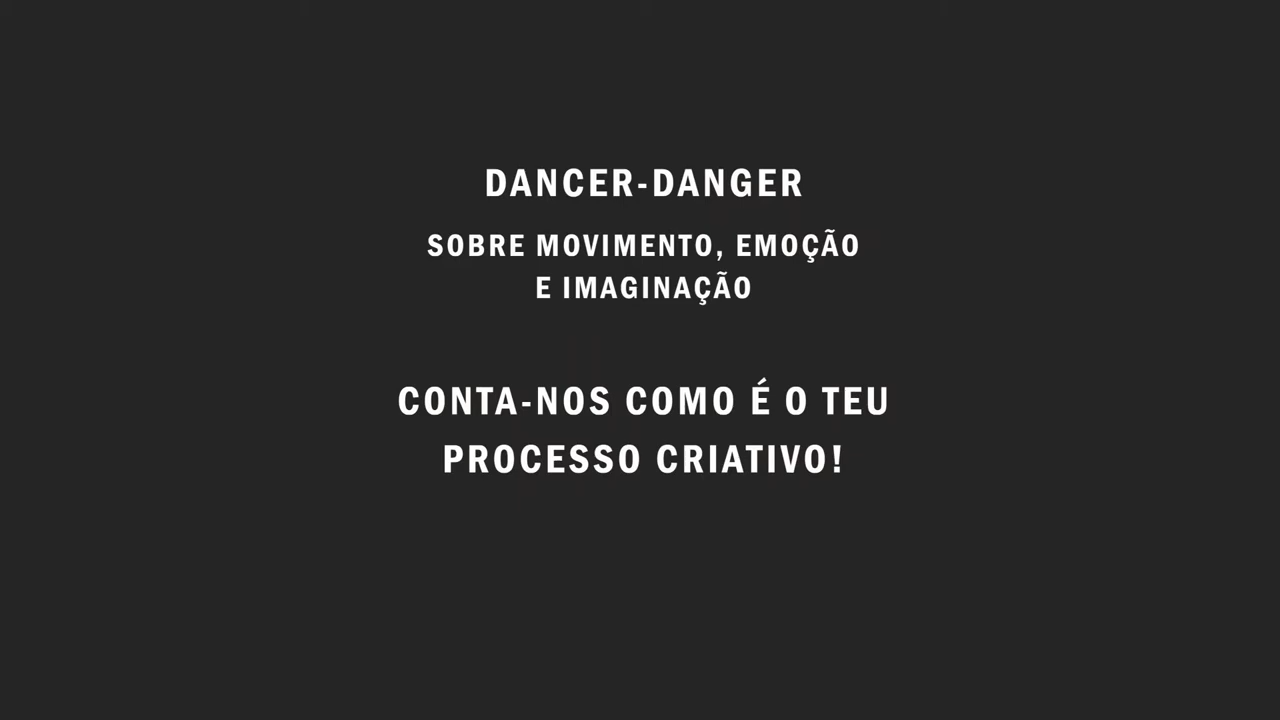 DANCER-DANGER
SOBRE MOVIMENTO, EMOÇÃO
E IMAGINAÇÃO
CONTA-NOS COMO É O TEU
PROCESSO CRIATIVO!